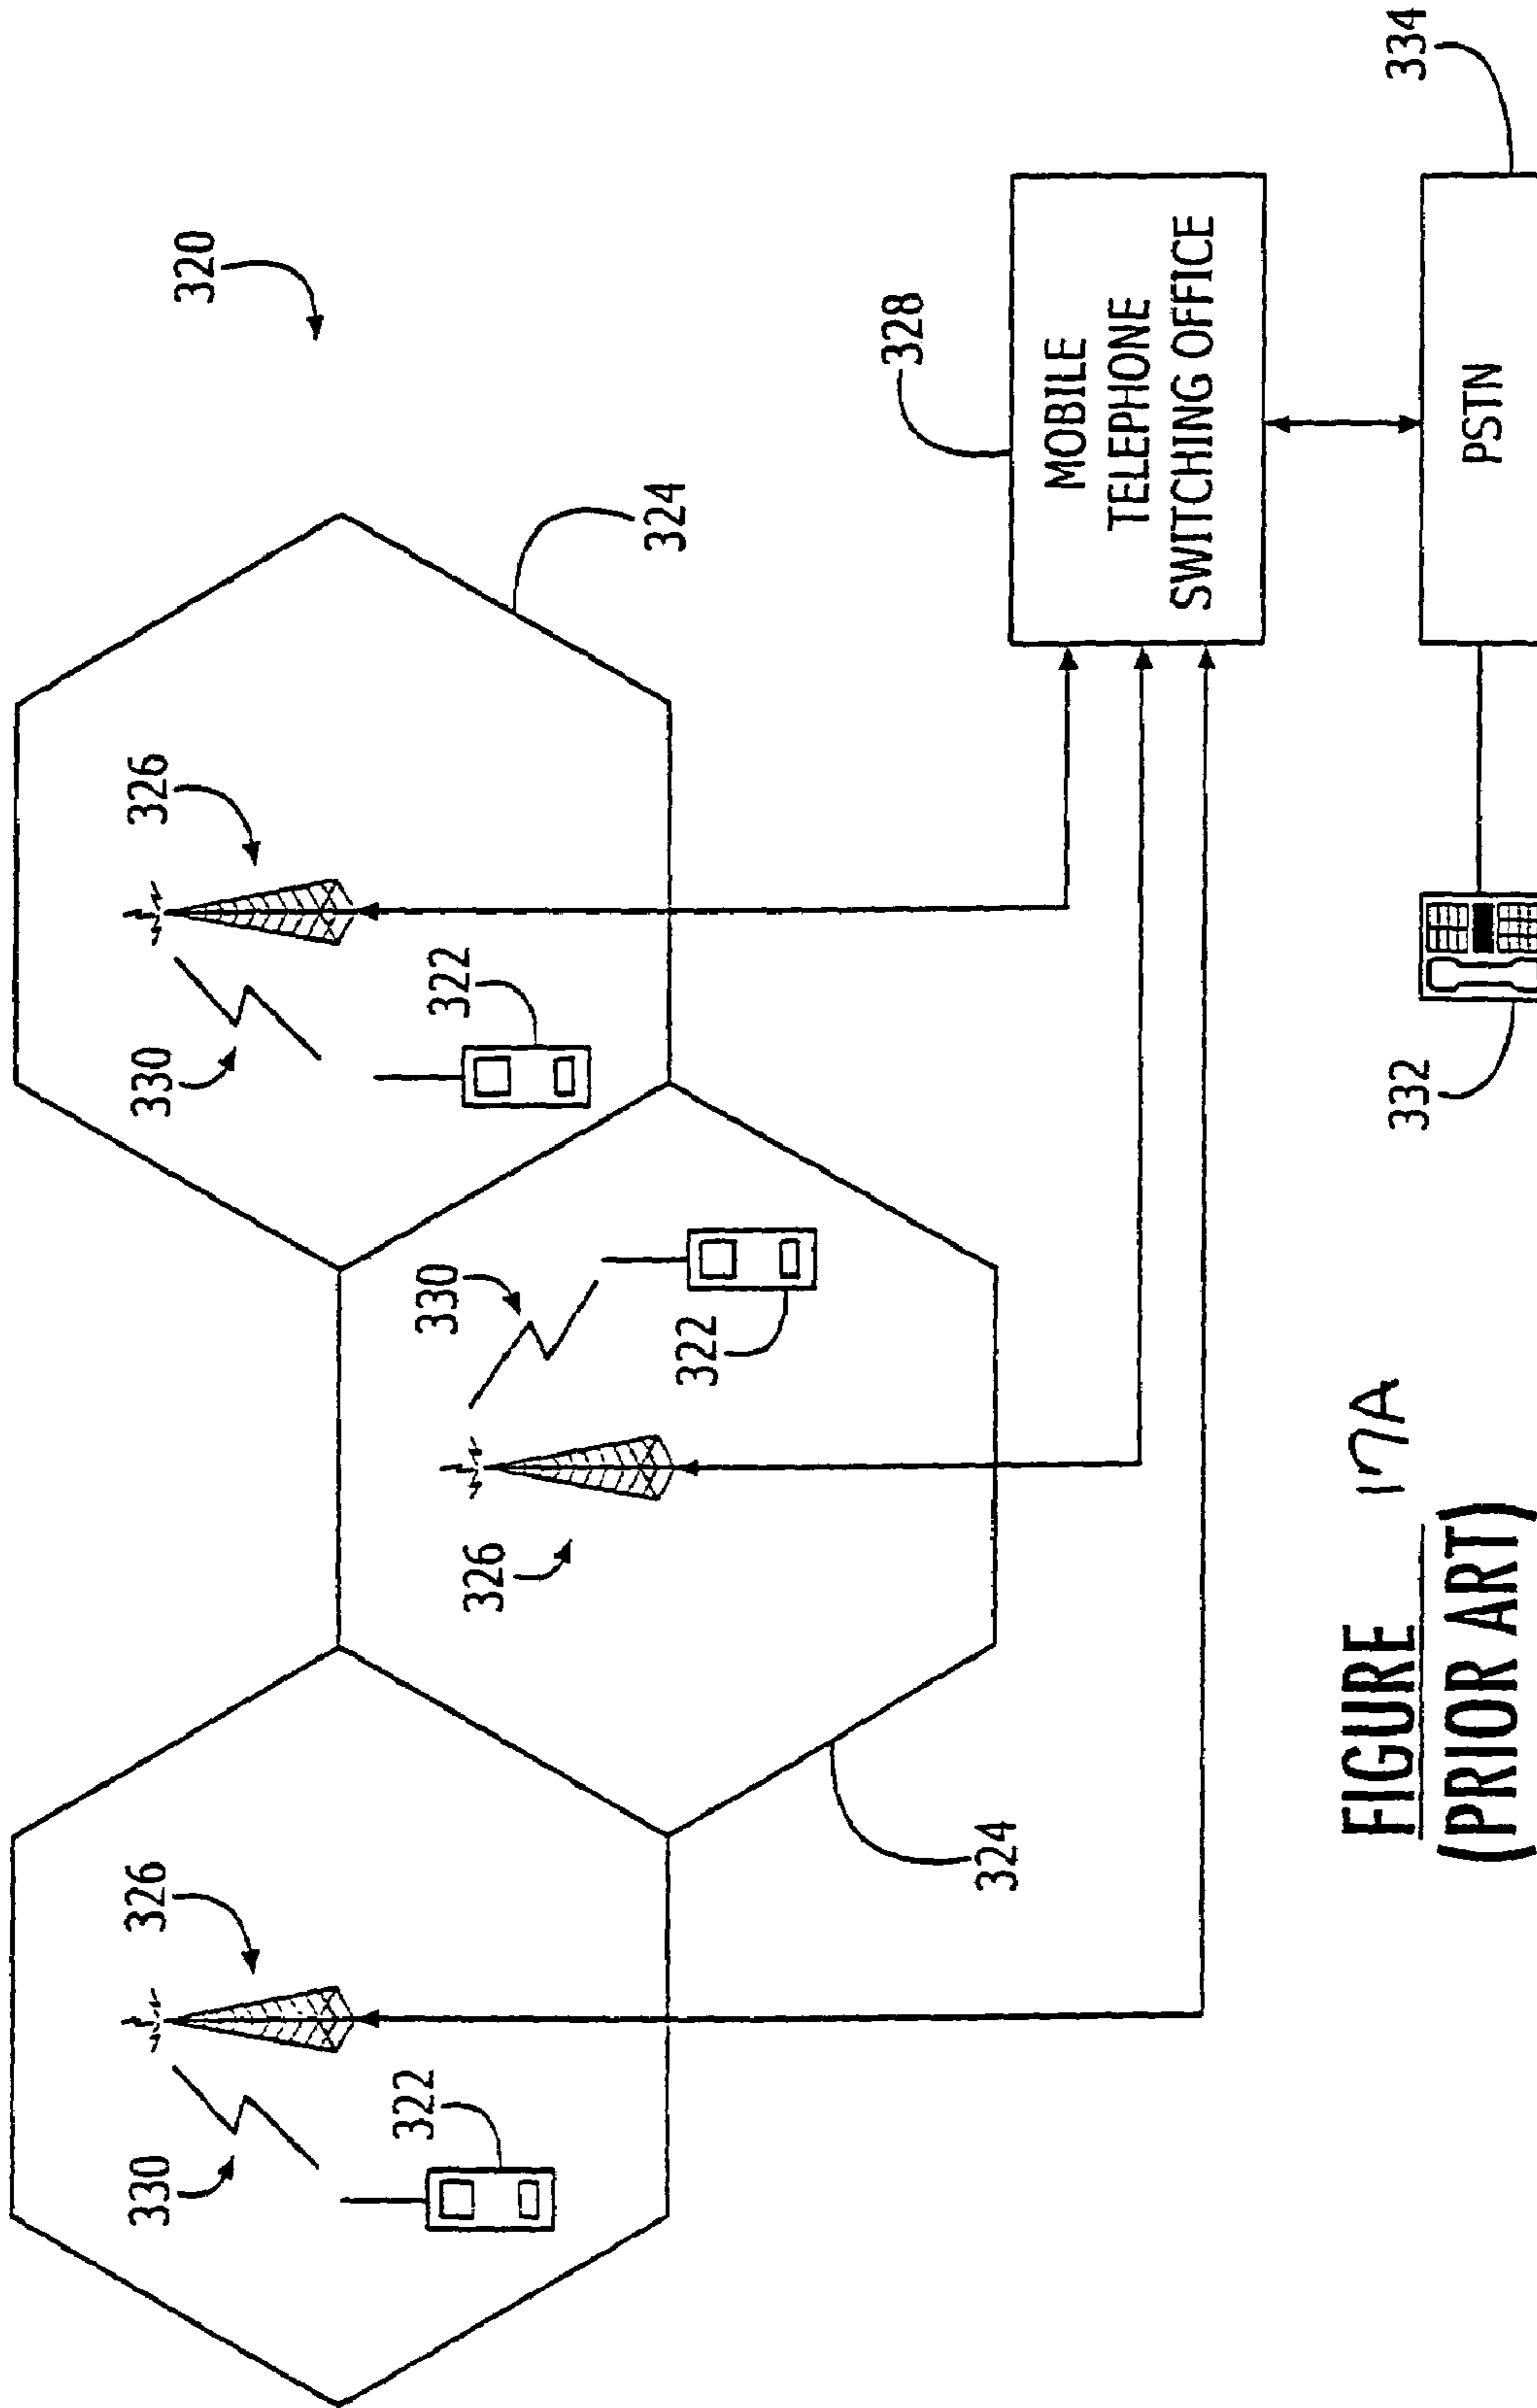 320
326
330
322
324
326
330
322
326
330
322
324
328
MOBILE
TELEPHONE
SWITCHING OFFICE
334
PSTN
332
FIGURE 17A
(PRIOR ART)